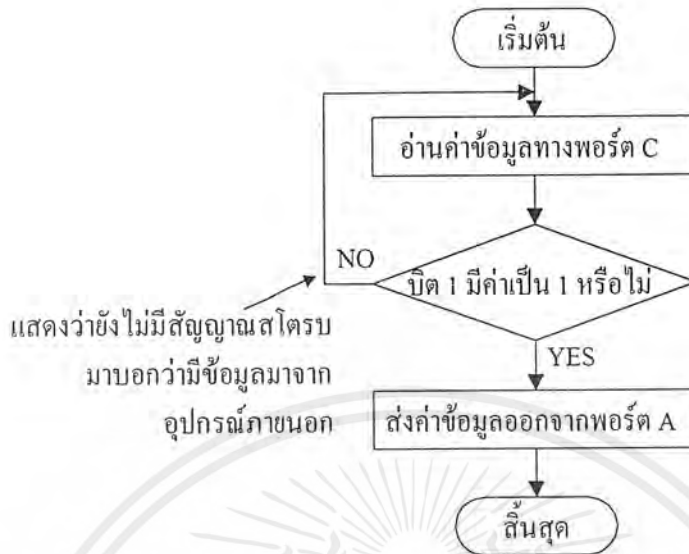 เริ่มต้น
อ่านค่าข้อมูลทางพอร์ต C
NO
บิต 1 มีค่าเป็น 1 หรือไม่
แสดงว่ายังไม่มีสัญญาณสโตรบ
มาบอกว่ามีข้อมูลมาจาก
อุปกรณ์ภายนอก
YES
ส่งค่าข้อมูลออกจากพอร์ต A
สิ้นสุด